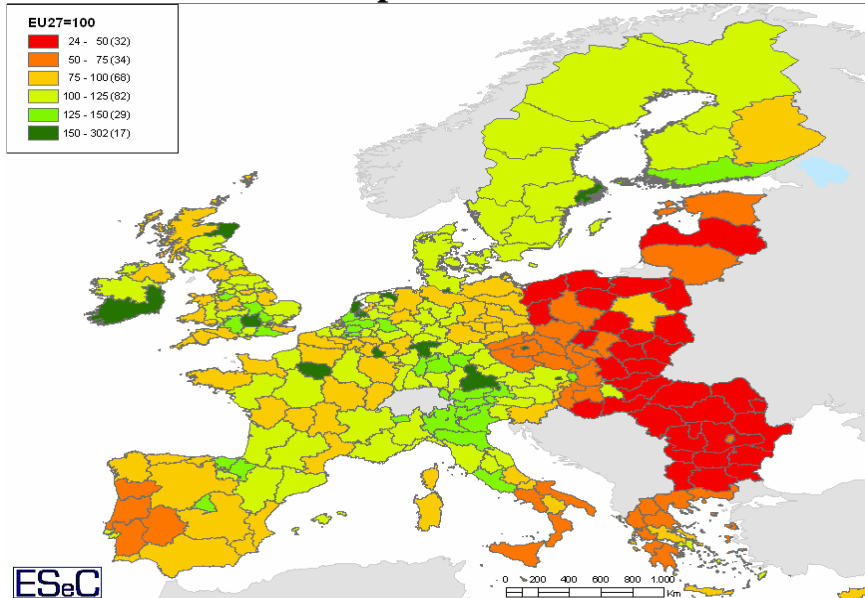 EU27=100
24 - 50 (32)
50 - 75 (34)
75 - 100 (68)
100 - 125 (82)
125 - 150 (29)
150 - 302 (17)
ESeC
0 200 400 600 800 1.000
Km